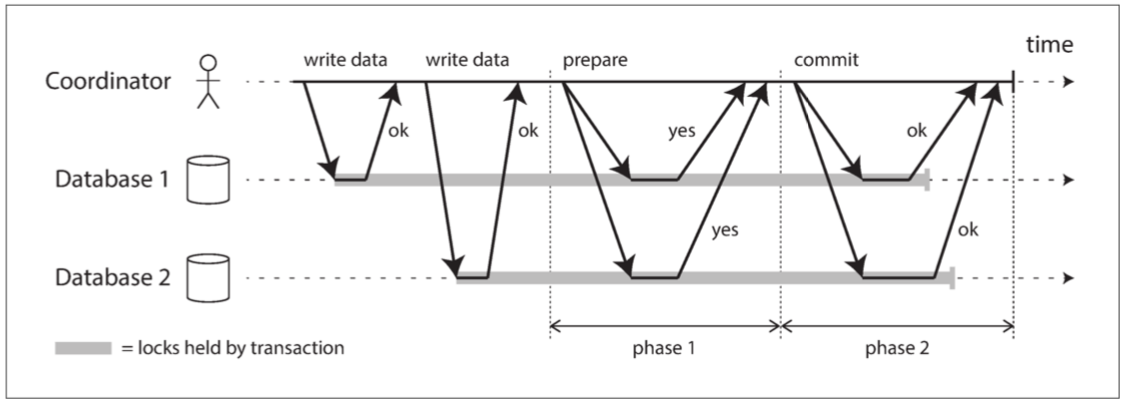 time
write data
write data
prepare
commit
Coordinator
ok
ok
yes
ok
Database 1
yes
ok
Database 2
= locks held by transaction
phase 1
phase 2